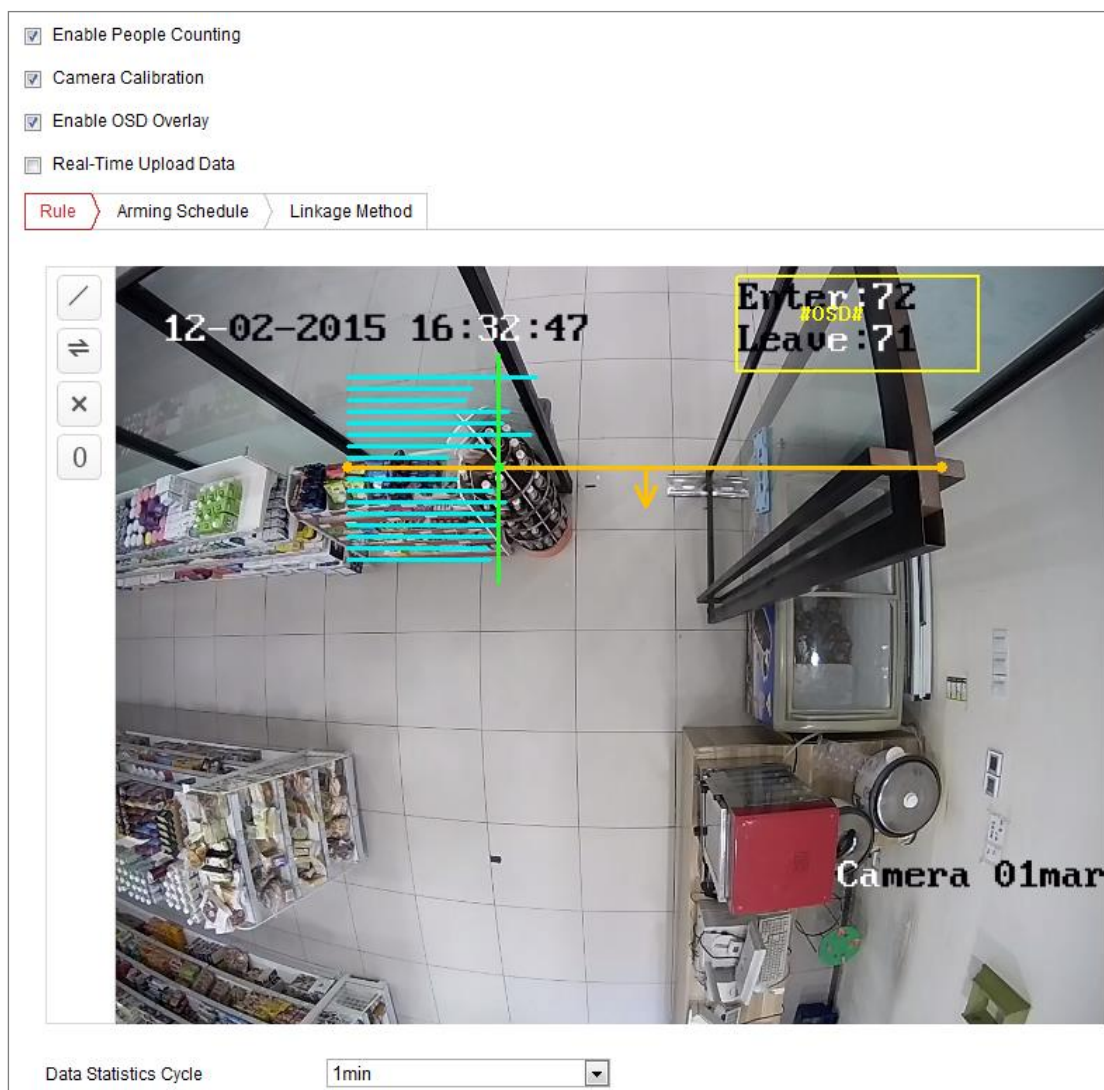 Enable People Counting
Camera Calibration
Enable OSD Overlay
Real-Time Upload Data
Rule Arming Schedule Linkage Method
12-02-2015 16:32:47
Enter:72
#OSD#
Leave:71
0
Camera 01mar
Data Statistics Cycle 1min